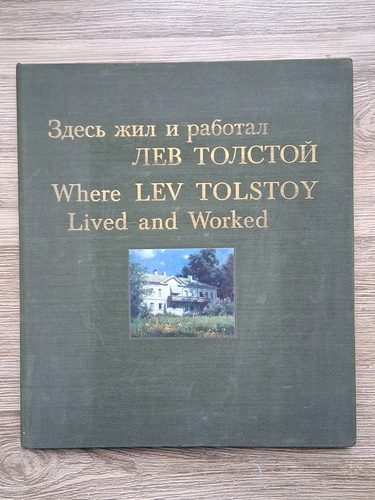 Здесь жил и работал
ЛЕВ ТОЛСТОЙ
Where LEV TOLSTOY
Lived and Worked